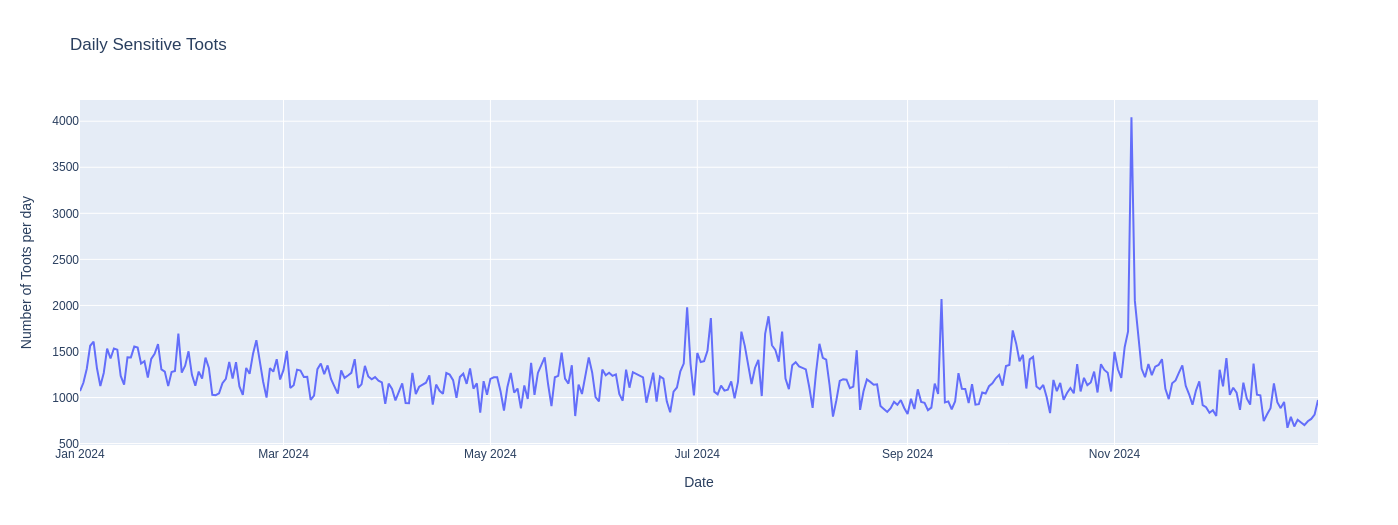 Daily Sensitive Toots
Number of Toots per day
4000
3500
3000
2500
2000
1500
1000
500
Jan 2024
Mar 2024
May 2024
Jul 2024
Sep 2024
Nov 2024
Date